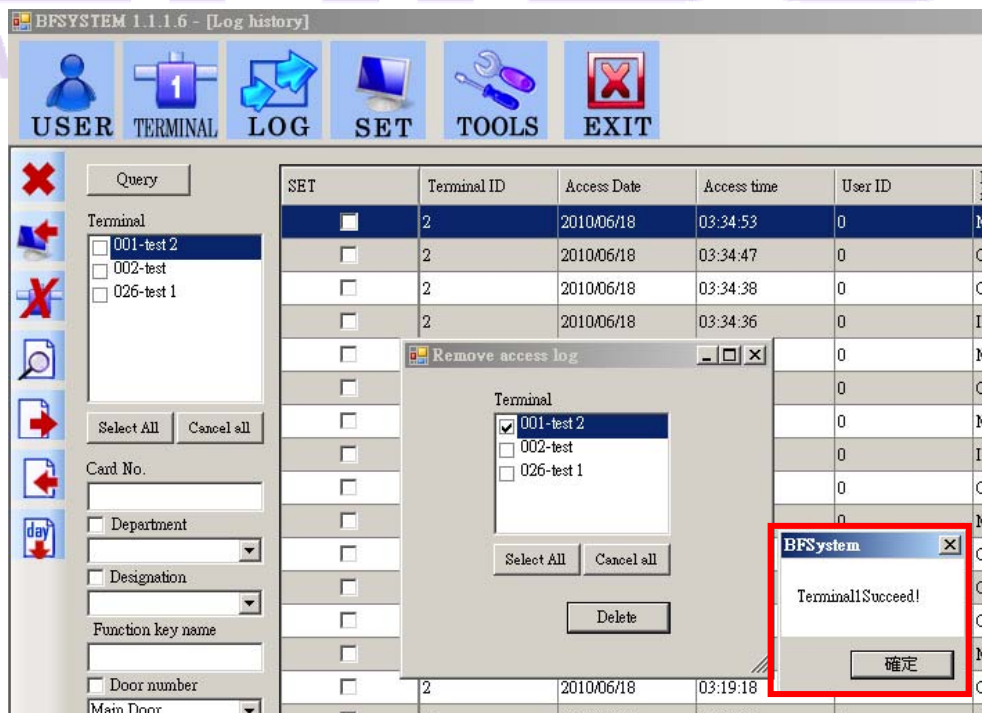 BFSYSTEM 1.1.1.6 - [Log history]
USER TERMINAL LOG SET TOOLS EXIT
1
Query
Terminal
001-test 2
002-test
026-test 1
Select All Cancel all
Card No.
Department
Designation
Function key name
Door number
Main Door
day
SET Terminal ID Access Date Access time User ID
2 2010/06/18 03:34:53 0
2 2010/06/18 03:34:47 0
2 2010/06/18 03:34:38 0
2 2010/06/18 03:34:36 0
0
0
0
0
0
0
2 2010/06/18 03:19:18
Remove access log
Terminal
001-test 2
002-test
026-test 1
Select All Cancel all
Delete
BFSystem
Terminal1Succeed!
確定